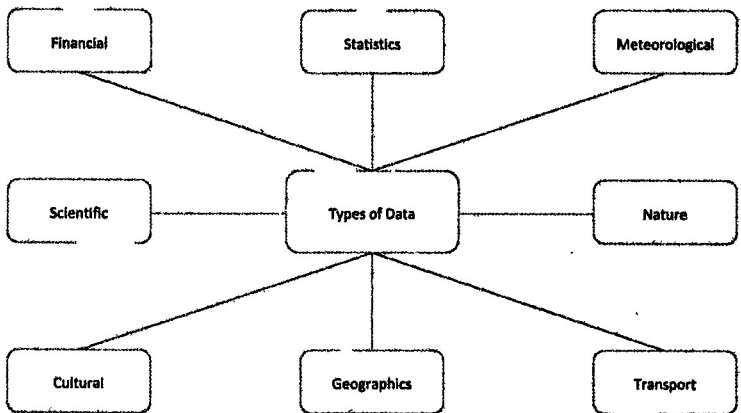 Financial
Statistics
Meteorological
Scientific
Types of Data
Nature
Cultural
Geographics
Transport